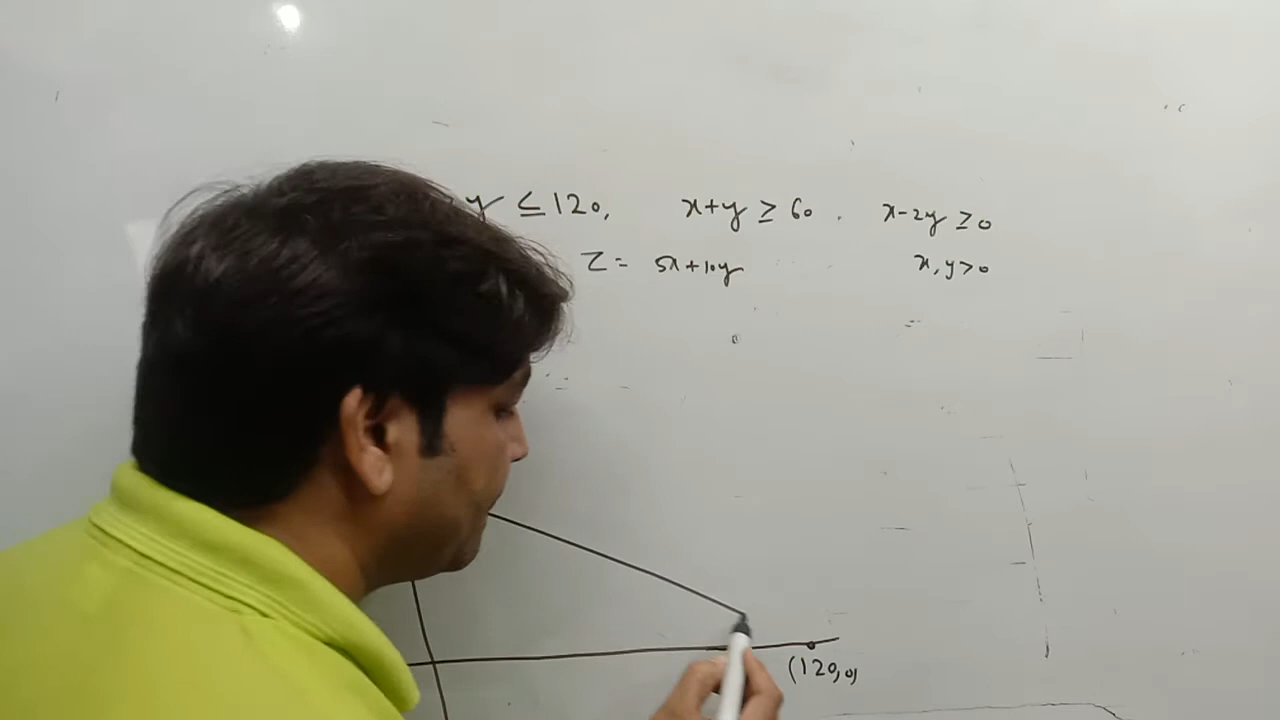 y ≤ 120, x+y ≥ 60. x-2y ≥ 0
Z = 5x+10y x, y > 0
(120, 0)